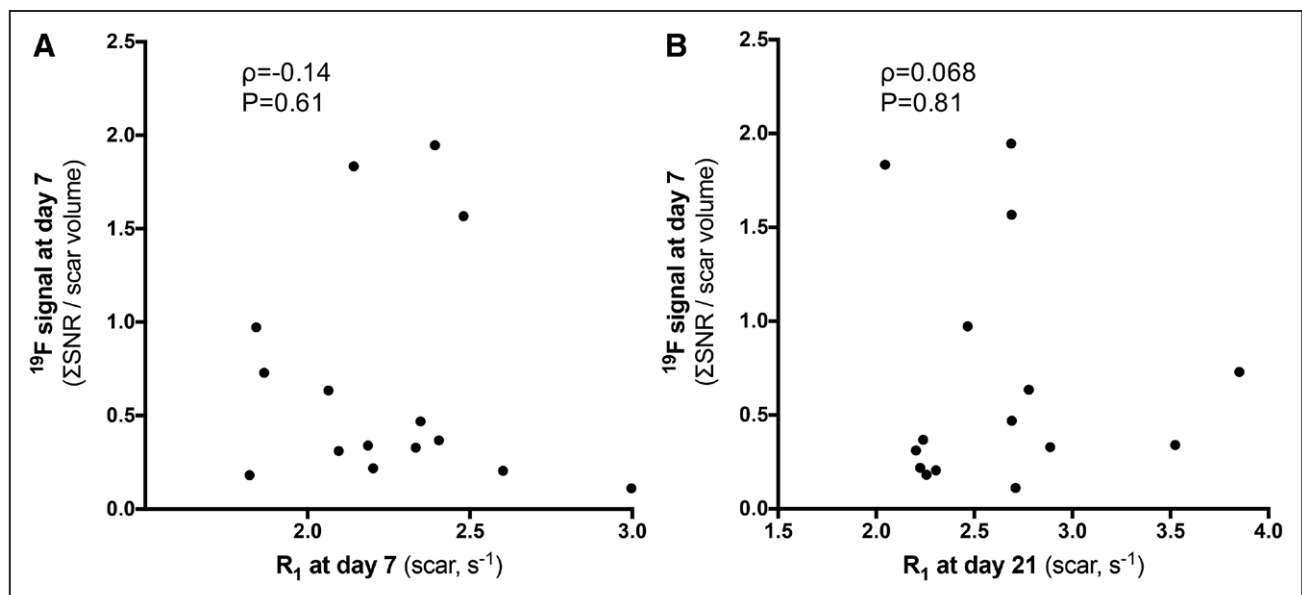 A
ρ=-0.14
P=0.61
2.5
2.0
1.5
1.0
0.5
0.0
¹⁹F signal at day 7
(ΣSNR / scar volume)
2.0 2.5 3.0
R₁ at day 7 (scar, s⁻¹)
B
ρ=0.068
P=0.81
2.5
2.0
1.5
1.0
0.5
0.0
¹⁹F signal at day 7
(ΣSNR / scar volume)
1.5 2.0 2.5 3.0 3.5 4.0
R₁ at day 21 (scar, s⁻¹)